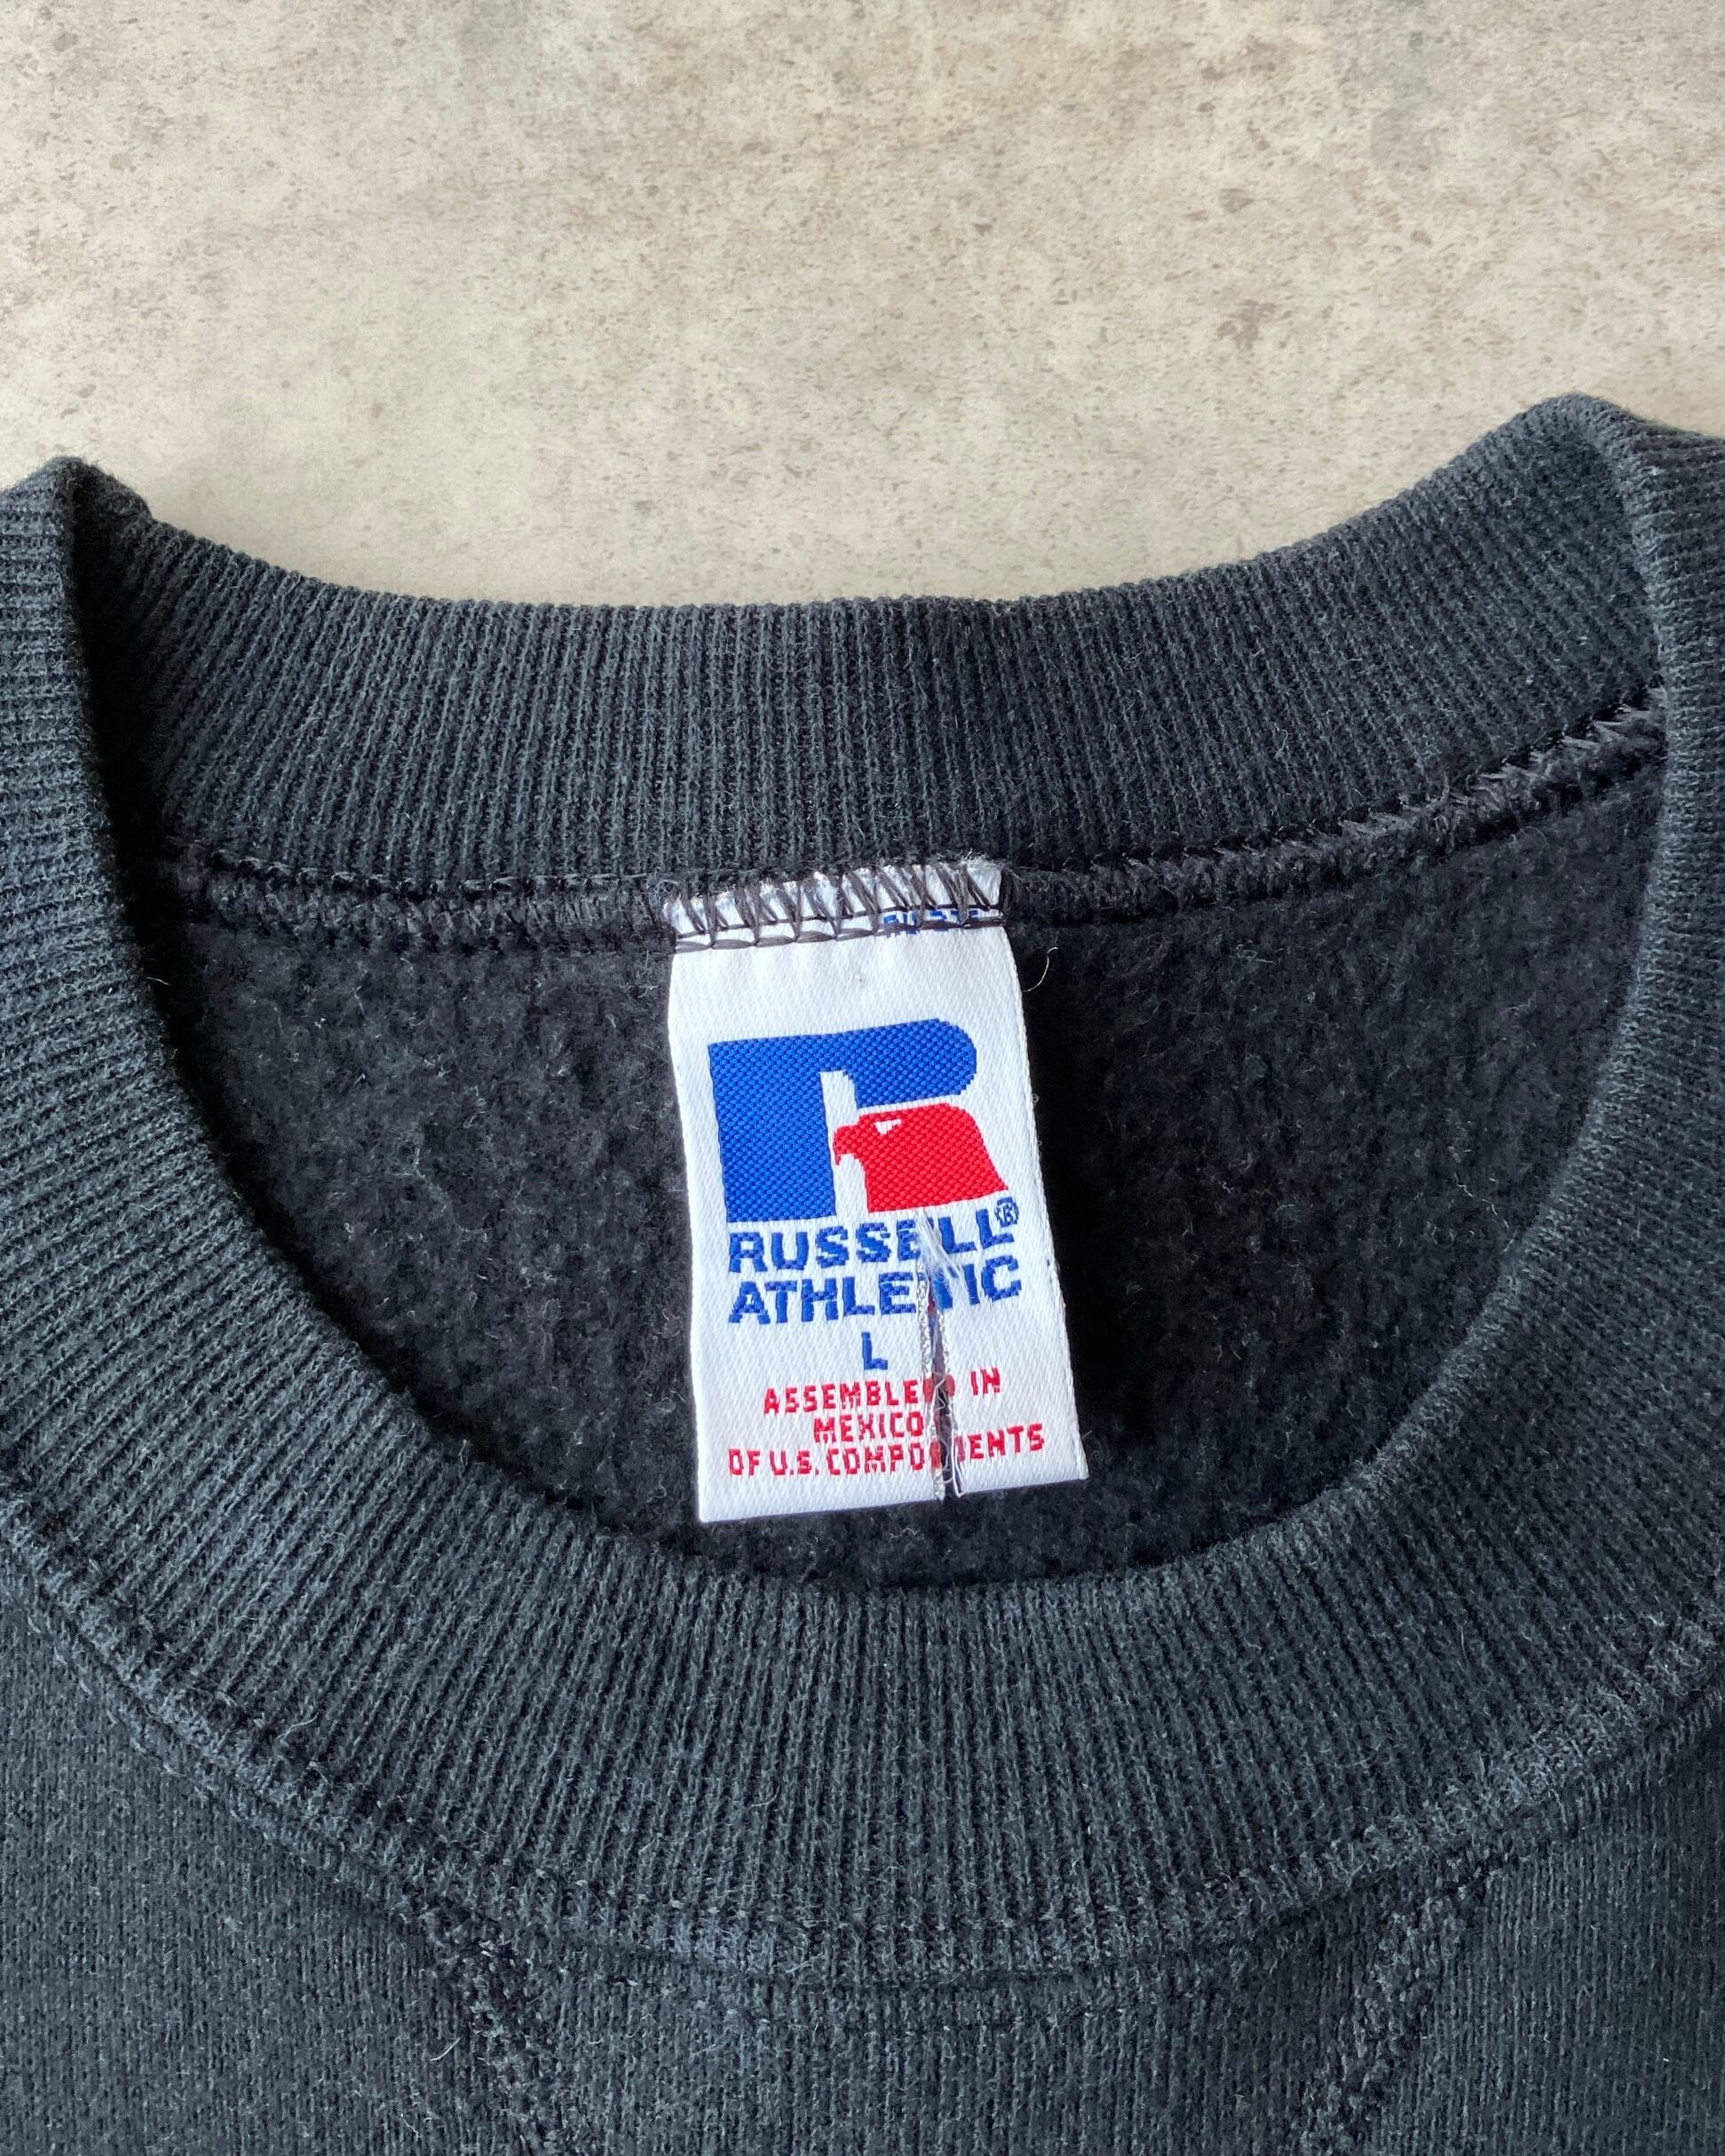 RUSSELL®
ATHLETIC
L
ASSEMBLED IN
MEXICO
OF U.S. COMPONENTS